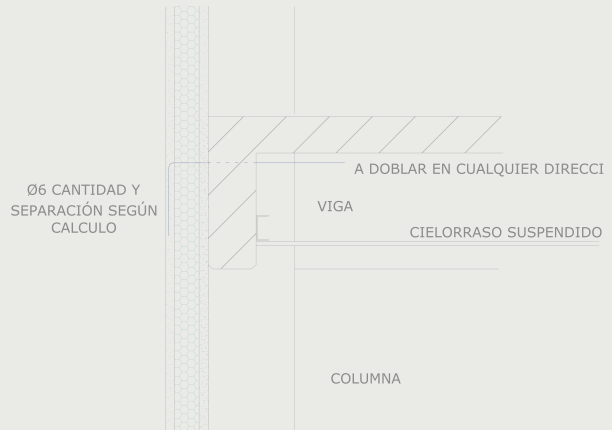 A DOBLAR EN CUALQUIER DIRECCI
Ø6 CANTIDAD Y
SEPARACIÓN SEGÚN
CALCULO
VIGA
CIELORRASO SUSPENDIDO
COLUMNA